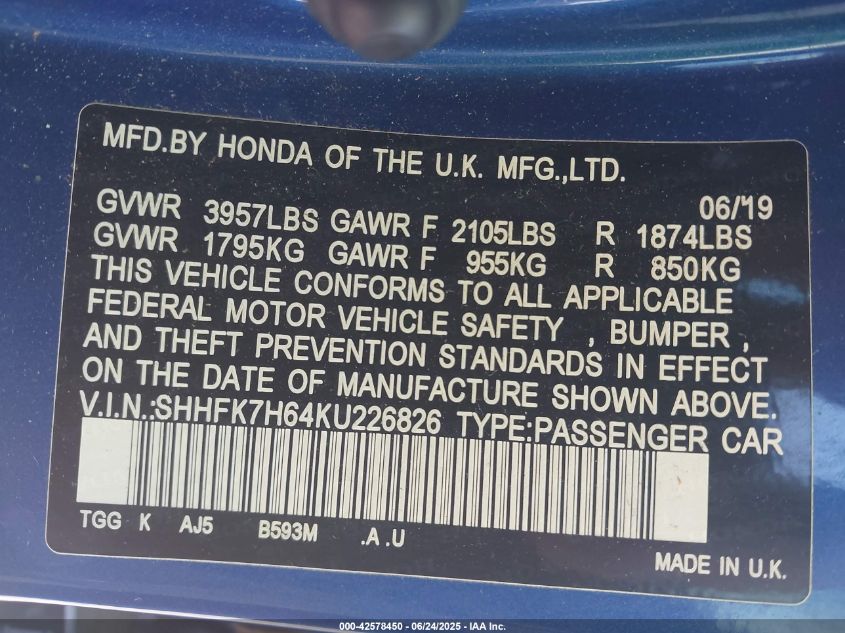 MFD.BY HONDA OF THE U.K. MFG.,LTD.
06/'19
GVWR 3957LBS GAWR F 2105LBS R 1874LBS
GVWR 1795KG GAWR F 955KG R 850KG
THIS VEHICLE CONFORMS TO ALL APPLICABLE
FEDERAL MOTOR VEHICLE SAFETY , BUMPER ,
AND THEFT PREVENTION STANDARDS IN EFFECT
ON THE DATE OF MANUFACTURE SHOWN ABOVE.
V.I.N.:SHHFK7H64KU226826 TYPE:PASSENGER CAR
TGG K AJ5 B593M .A .U
MADE IN U.K.
000-42578450 - 06/24/2025 - IAA Inc.